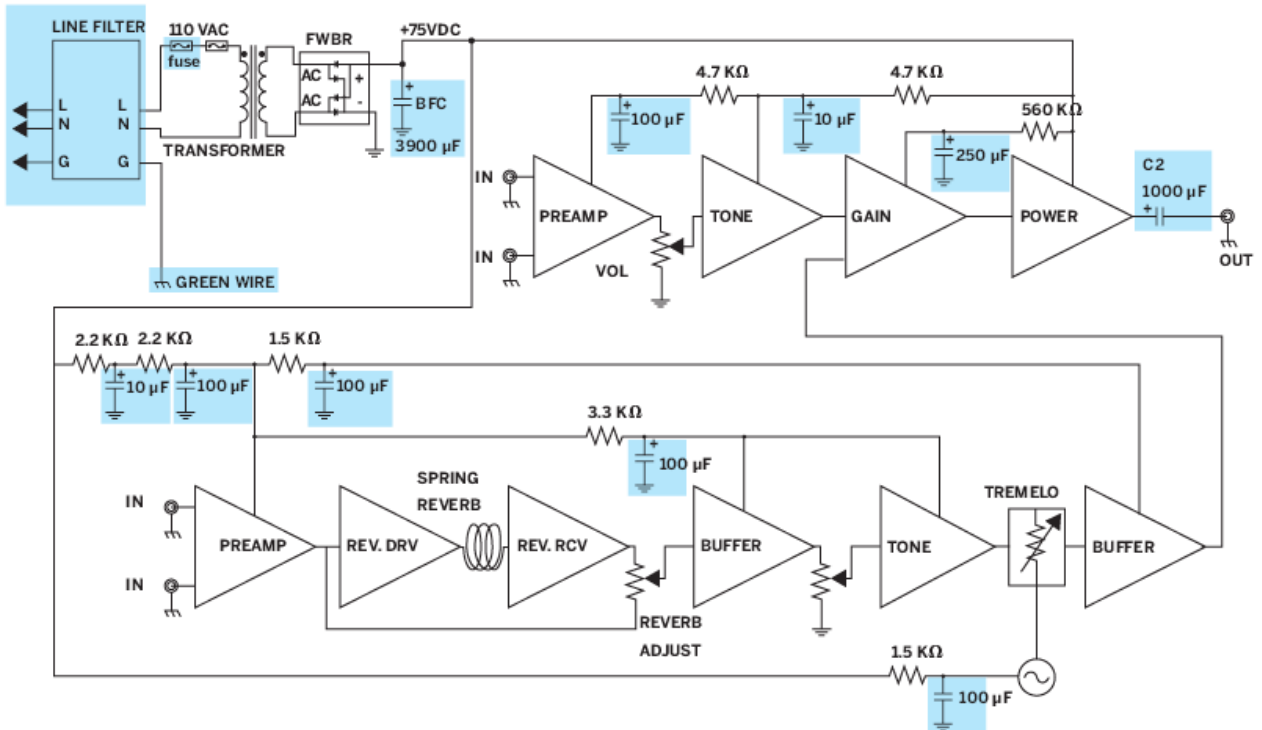 LINE FILTER
110 VAC
fuse
FWBR
+75VDC
AC
AC
+
-
+
BFC
3900 µF
L
N
G
L
N
G
TRANSFORMER
GREEN WIRE
4.7 KΩ
4.7 KΩ
560 KΩ
+
100 µF
+
10 µF
+
250 µF
C2
1000 µF
+
IN
IN
PREAMP
VOL
TONE
GAIN
POWER
OUT
2.2 KΩ
2.2 KΩ
1.5 KΩ
+
10 µF
+
100 µF
+
100 µF
3.3 KΩ
+
100 µF
SPRING
REVERB
TREMELO
IN
IN
PREAMP
REV. DRV
REV. RCV
BUFFER
TONE
BUFFER
REVERB
ADJUST
1.5 KΩ
+
100 µF